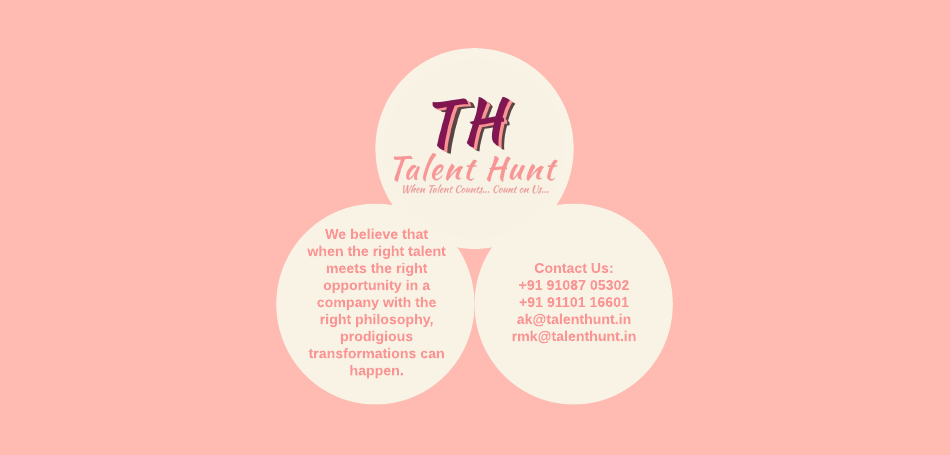 TH
Talent Hunt
When Talent Counts... Count on Us...
We believe that
when the right talent
meets the right
opportunity in a
company with the
right philosophy,
prodigious
transformations can
happen.
Contact Us:
+91 91087 05302
+91 91101 16601
ak@talenthunt.in
rmk@talenthunt.in